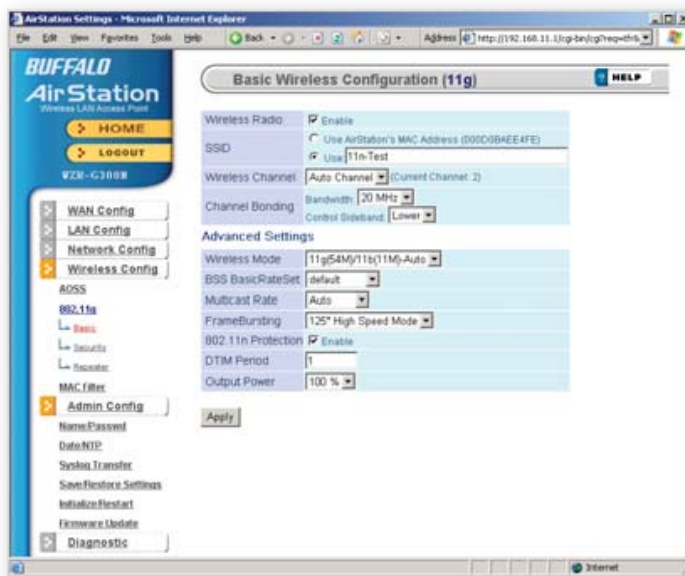 AirStation Settings - Microsoft Internet Explorer
File Edit View Favorites Tools Help Back Address http://192.168.11.1/cgi-bin/cgi?req=tfr&
BUFFALO
AirStation
Wireless LAN Access Point
HOME
LOGOUT
WZR-G300N
WAN Config
LAN Config
Network Config
Wireless Config
AOSS
802.11g
Basic
Security
Repeater
MAC Filter
Admin Config
Name/Passwd
Date/NTP
Syslog Transfer
Save/Restore Settings
Initialize/Restart
Firmware Update
Diagnostic
Basic Wireless Configuration (11g)
HELP
Wireless Radio Enable
SSID Use AirStation's MAC Address (000D0BAEE4FE)
Use 11n-Test
Wireless Channel Auto Channel (Current Channel: 2)
Channel Bonding Bandwidth: 20 MHz
Control Sideband: Lower
Advanced Settings
Wireless Mode 11g(54M)/11b(11M)-Auto
BSS BasicRateSet default
Multicast Rate Auto
FrameBursting 125* High Speed Mode
802.11n Protection Enable
DTIM Period 1
Output Power 100 %
Apply
Internet